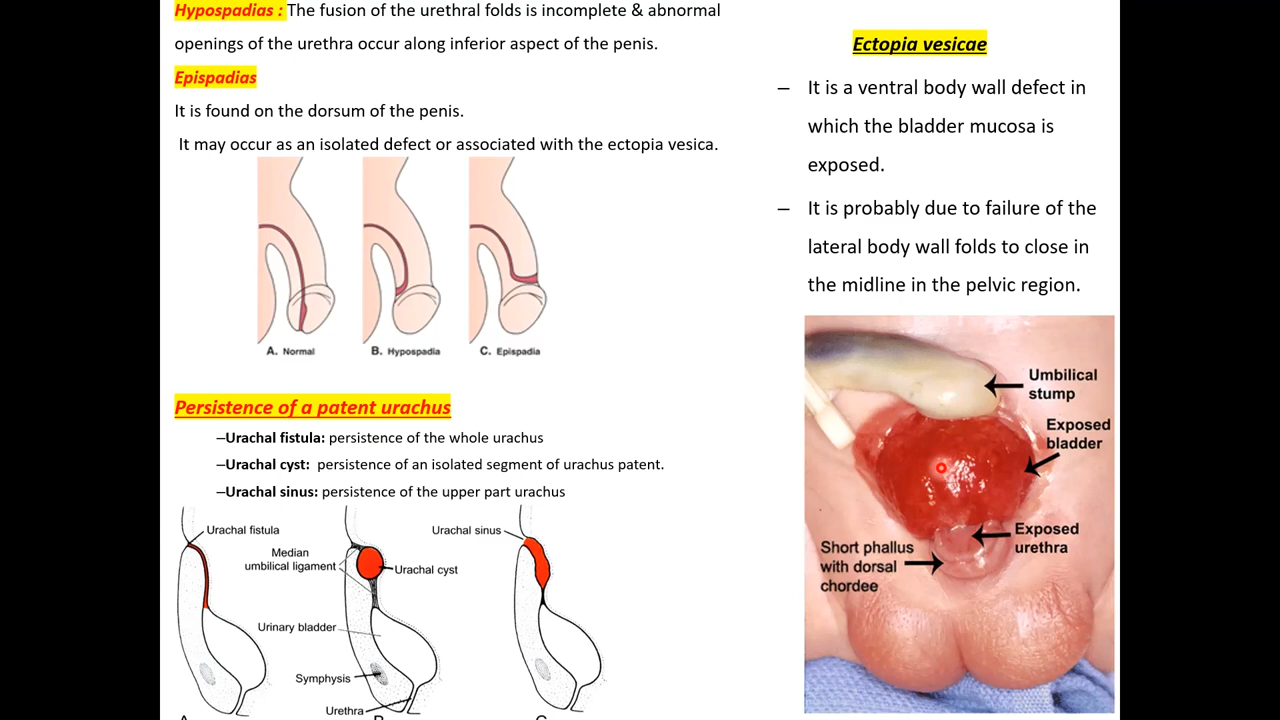 Hypospadias : The fusion of the urethral folds is incomplete & abnormal
openings of the urethra occur along inferior aspect of the penis.
Epispadias
It is found on the dorsum of the penis.
It may occur as an isolated defect or associated with the ectopia vesica.
A. Normal
B. Hypospadia
C. Epispadia
Persistence of a patent urachus
–Urachal fistula: persistence of the whole urachus
–Urachal cyst: persistence of an isolated segment of urachus patent.
–Urachal sinus: persistence of the upper part urachus
Urachal fistula
Median
umbilical ligament
Urachal cyst
Urachal sinus
Urinary bladder
Symphysis
Urethra
Ectopia vesicae
– It is a ventral body wall defect in
which the bladder mucosa is
exposed.
– It is probably due to failure of the
lateral body wall folds to close in
the midline in the pelvic region.
Umbilical
stump
Exposed
bladder
Exposed
urethra
Short phallus
with dorsal
chordee